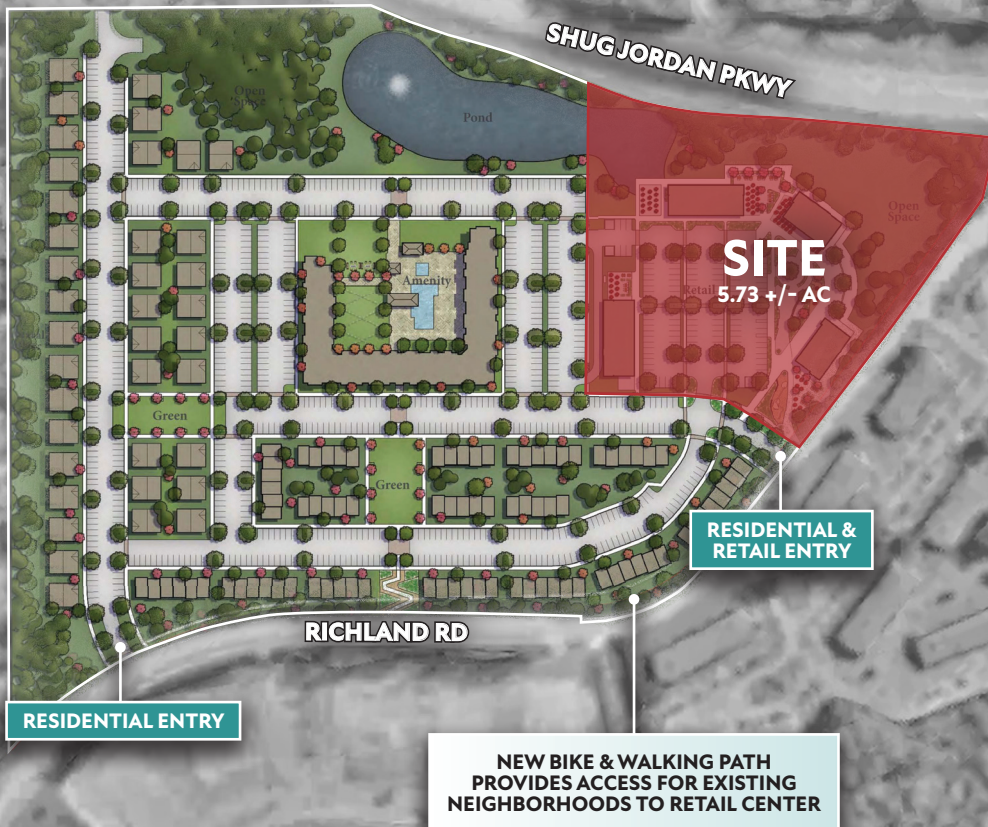 SHUG JORDAN PKWY
Open
Space
Pond
Open
Space
SITE
5.73 +/- AC
Retail
Amenity
Green
Green
RESIDENTIAL &
RETAIL ENTRY
RICHLAND RD
RESIDENTIAL ENTRY
NEW BIKE & WALKING PATH
PROVIDES ACCESS FOR EXISTING
NEIGHBORHOODS TO RETAIL CENTER